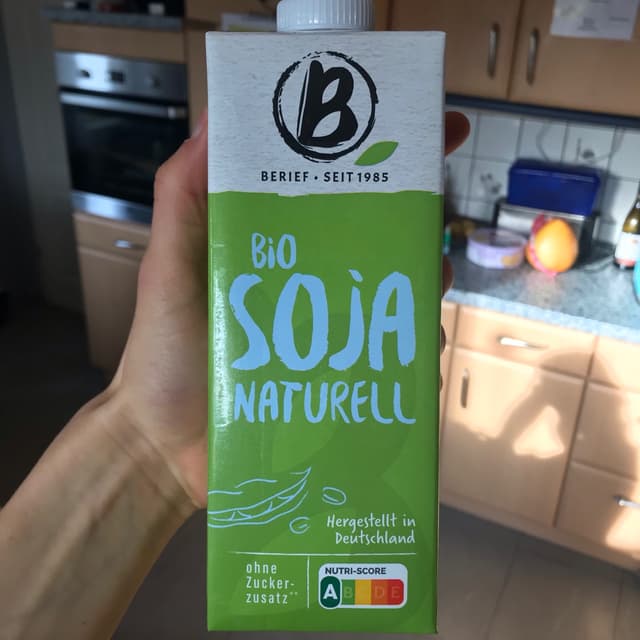 B
BERIEF • SEIT 1985
BiO
SOjA
NATURELL
Hergestellt in
Deutschland
ohne
Zucker-
zusatz**
NUTRI-SCORE
A B C D E